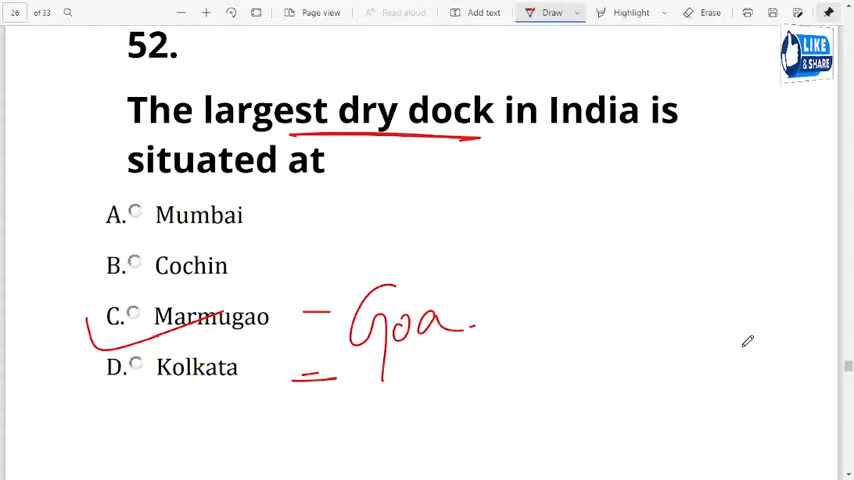 26 of 33 Page view Read aloud Add text Draw Highlight Erase
52.
LIKE
& SHARE
The largest dry dock in India is
situated at
A. Mumbai
B. Cochin
C. Marmugao - Goa.
D. Kolkata